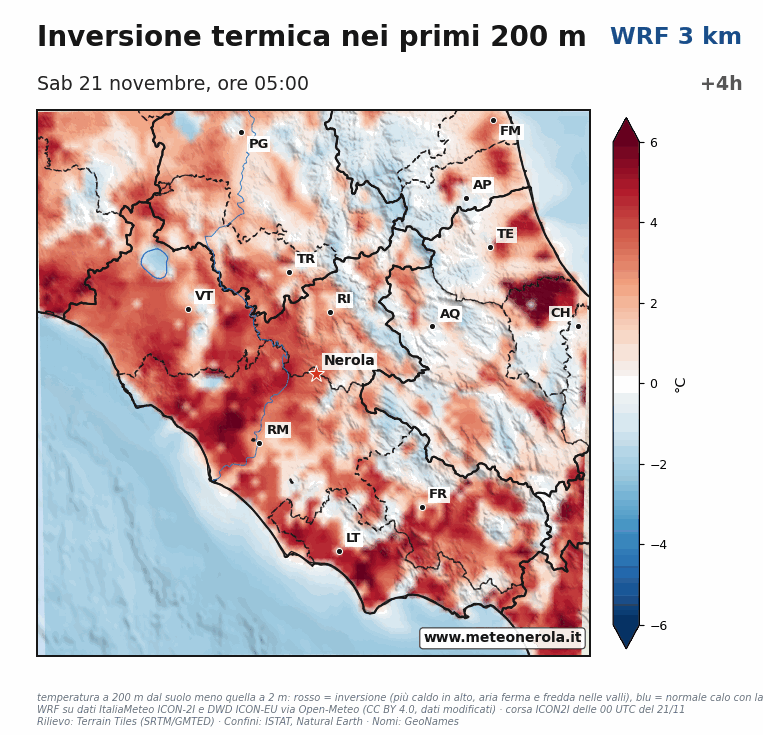 Inversione termica nei primi 200 m WRF 3 km
Sab 21 novembre, ore 05:00 +4h
FM
PG
AP
TE
TR
VT
RI
AQ
CH
Nerola
RM
FR
LT
www.meteonerola.it
6
4
2
0
−2
−4
−6
°C
temperatura a 200 m dal suolo meno quella a 2 m: rosso = inversione (più caldo in alto, aria ferma e fredda nelle valli), blu = normale calo con la
WRF su dati ItaliaMeteo ICON-2I e DWD ICON-EU via Open-Meteo (CC BY 4.0, dati modificati) · corsa ICON2I delle 00 UTC del 21/11
Rilievo: Terrain Tiles (SRTM/GMTED) · Confini: ISTAT, Natural Earth · Nomi: GeoNames